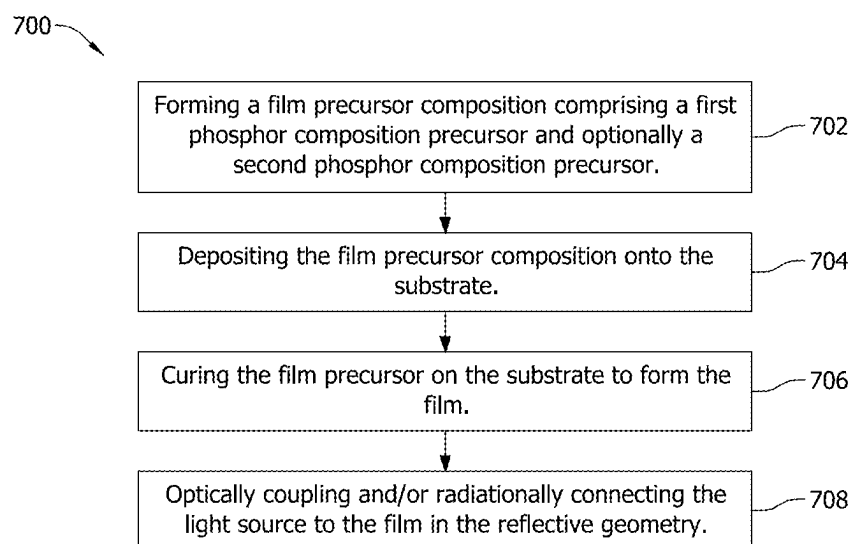 700
Forming a film precursor composition comprising a first
phosphor composition precursor and optionally a
second phosphor composition precursor.
702
Depositing the film precursor composition onto the
substrate.
704
Curing the film precursor on the substrate to form the
film.
706
Optically coupling and/or radiationally connecting the
light source to the film in the reflective geometry.
708